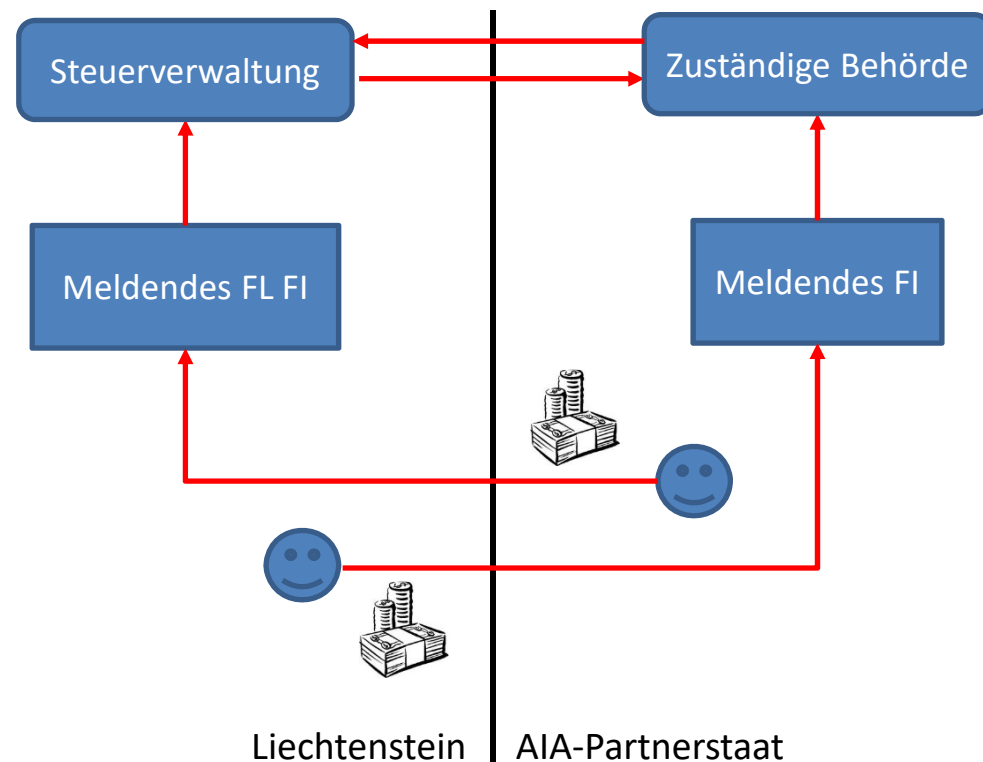 Steuerverwaltung
Zuständige Behörde
Meldendes FL FI
Meldendes FI
Liechtenstein
AIA-Partnerstaat